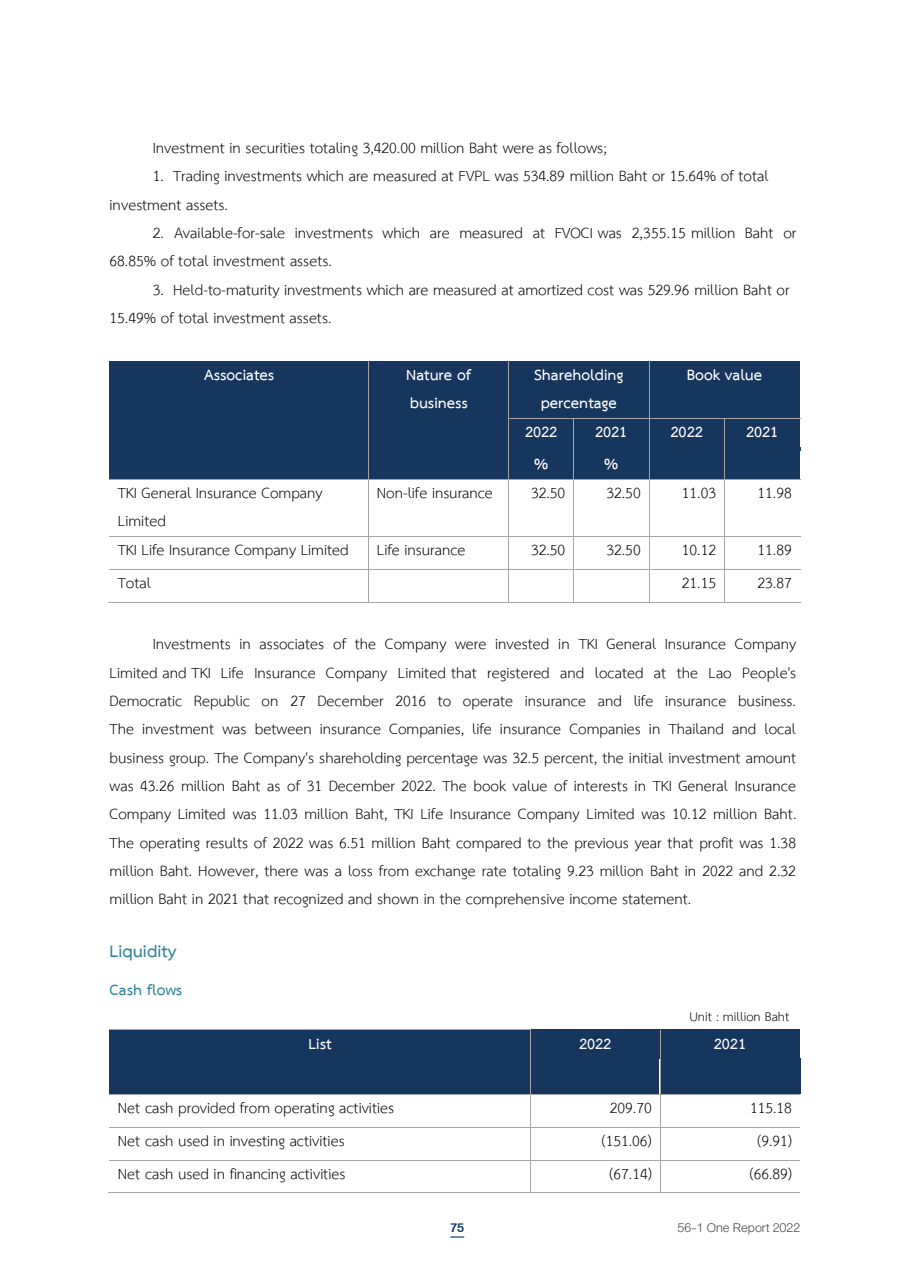 Investment in securities totaling 3,420.00 million Baht were as follows;
1. Trading investments which are measured at FVPL was 534.89 million Baht or 15.64% of total
investment assets.
2. Available-for-sale investments which are measured at FVOCI was 2,355.15 million Baht or
68.85% of total investment assets.
3. Held-to-maturity investments which are measured at amortized cost was 529.96 million Baht or
15.49% of total investment assets.
Associates Nature of Shareholding Book value
business percentage
2022 2021 2022 2021
% %
TKI General Insurance Company Non-life insurance 32.50 32.50 11.03 11.98
Limited
TKI Life Insurance Company Limited Life insurance 32.50 32.50 10.12 11.89
Total 21.15 23.87
Investments in associates of the Company were invested in TKI General Insurance Company
Limited and TKI Life Insurance Company Limited that registered and located at the Lao People's
Democratic Republic on 27 December 2016 to operate insurance and life insurance business.
The investment was between insurance Companies, life insurance Companies in Thailand and local
business group. The Company's shareholding percentage was 32.5 percent, the initial investment amount
was 43.26 million Baht as of 31 December 2022. The book value of interests in TKI General Insurance
Company Limited was 11.03 million Baht, TKI Life Insurance Company Limited was 10.12 million Baht.
The operating results of 2022 was 6.51 million Baht compared to the previous year that profit was 1.38
million Baht. However, there was a loss from exchange rate totaling 9.23 million Baht in 2022 and 2.32
million Baht in 2021 that recognized and shown in the comprehensive income statement.
Liquidity
Cash flows
Unit : million Baht
List 2022 2021
Net cash provided from operating activities 209.70 115.18
Net cash used in investing activities (151.06) (9.91)
Net cash used in financing activities (67.14) (66.89)
75 56-1 One Report 2022